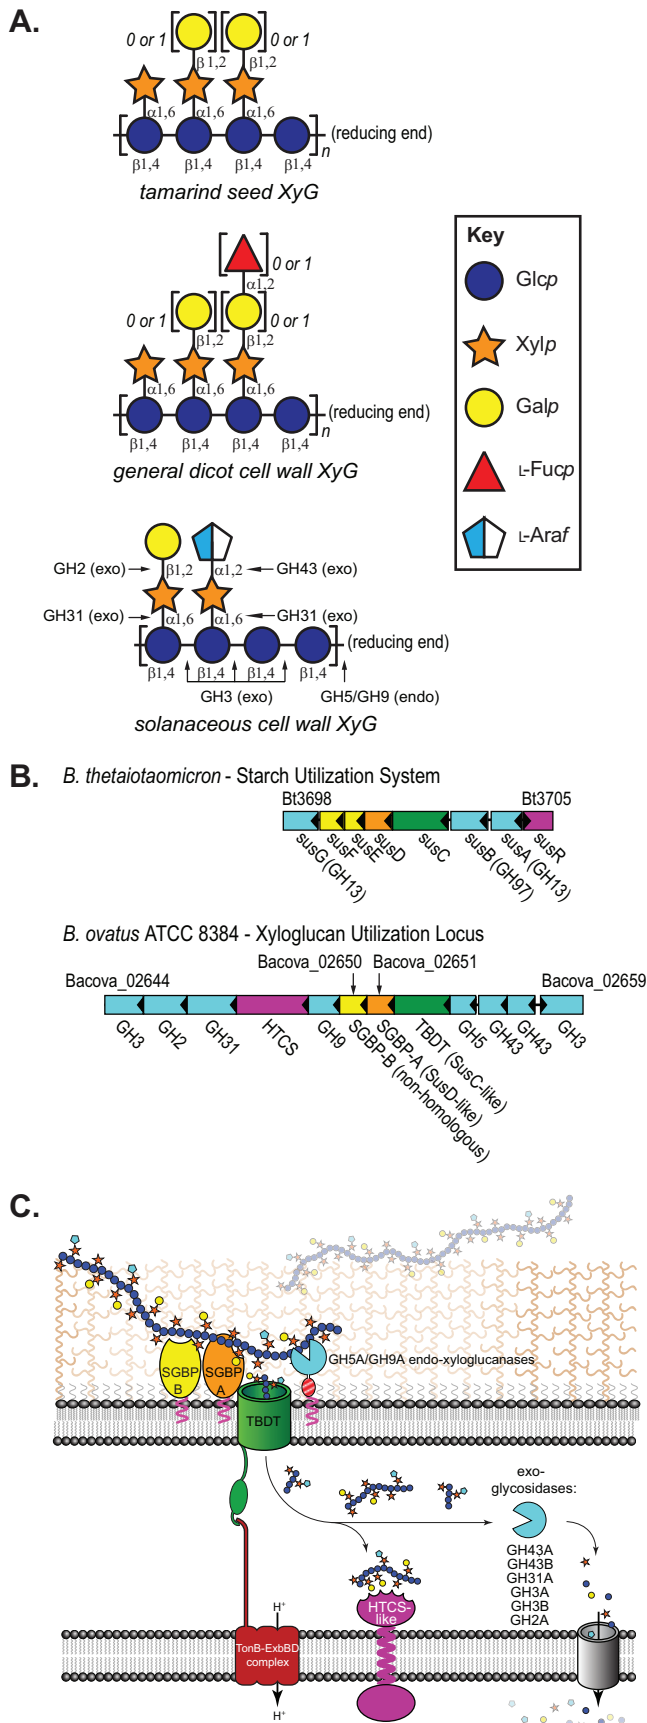 A.
0 or 1
0 or 1
β1,2
β1,2
α1,6
α1,6
α1,6
(reducing end)
n
β1,4
β1,4
β1,4
β1,4
tamarind seed XyG
0 or 1
α1,2
0 or 1
0 or 1
β1,2
β1,2
α1,6
α1,6
α1,6
(reducing end)
n
β1,4
β1,4
β1,4
β1,4
general dicot cell wall XyG
Key
Glcp
Xylp
Galp
L-Fucp
L-Araf
GH2 (exo)
β1,2
α1,2
GH43 (exo)
GH31 (exo)
α1,6
α1,6
GH31 (exo)
(reducing end)
n
β1,4
β1,4
β1,4
β1,4
GH3 (exo)
GH5/GH9 (endo)
solanaceous cell wall XyG
B.
B. thetaiotaomicron - Starch Utilization System
Bt3698
Bt3705
susG (GH13)
susF
susE
susD
susC
susB (GH97)
susA (GH13)
susR
B. ovatus ATCC 8384 - Xyloglucan Utilization Locus
Bacova_02650
Bacova_02651
Bacova_02644
Bacova_02659
GH3
GH2
GH31
HTCS
GH9
SGBP-B (non-homologous)
SGBP-A (SusD-like)
TBDT (SusC-like)
GH5
GH43
GH43
GH3
C.
SGBP
B
SGBP
A
GH5A/GH9A endo-xyloglucanases
TBDT
exo-
glycosidases:
GH43A
GH43B
GH31A
GH3A
GH3B
GH2A
HTCS-
like
H⁺
TonB-ExbBD
complex
H⁺